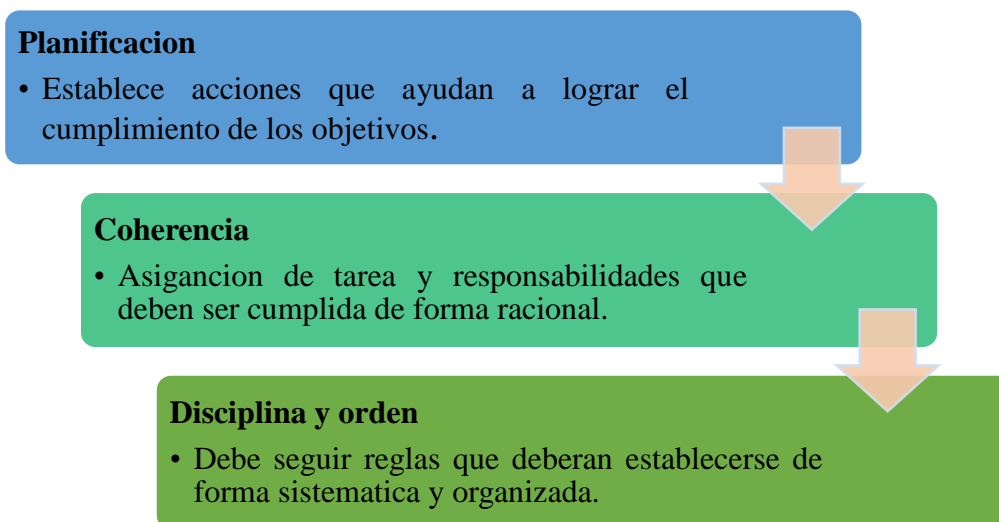 Planificacion
• Establece acciones que ayudan a lograr el
cumplimiento de los objetivos.
Coherencia
• Asigancion de tarea y responsabilidades que
deben ser cumplida de forma racional.
Disciplina y orden
• Debe seguir reglas que deberan establecerse de
forma sistematica y organizada.